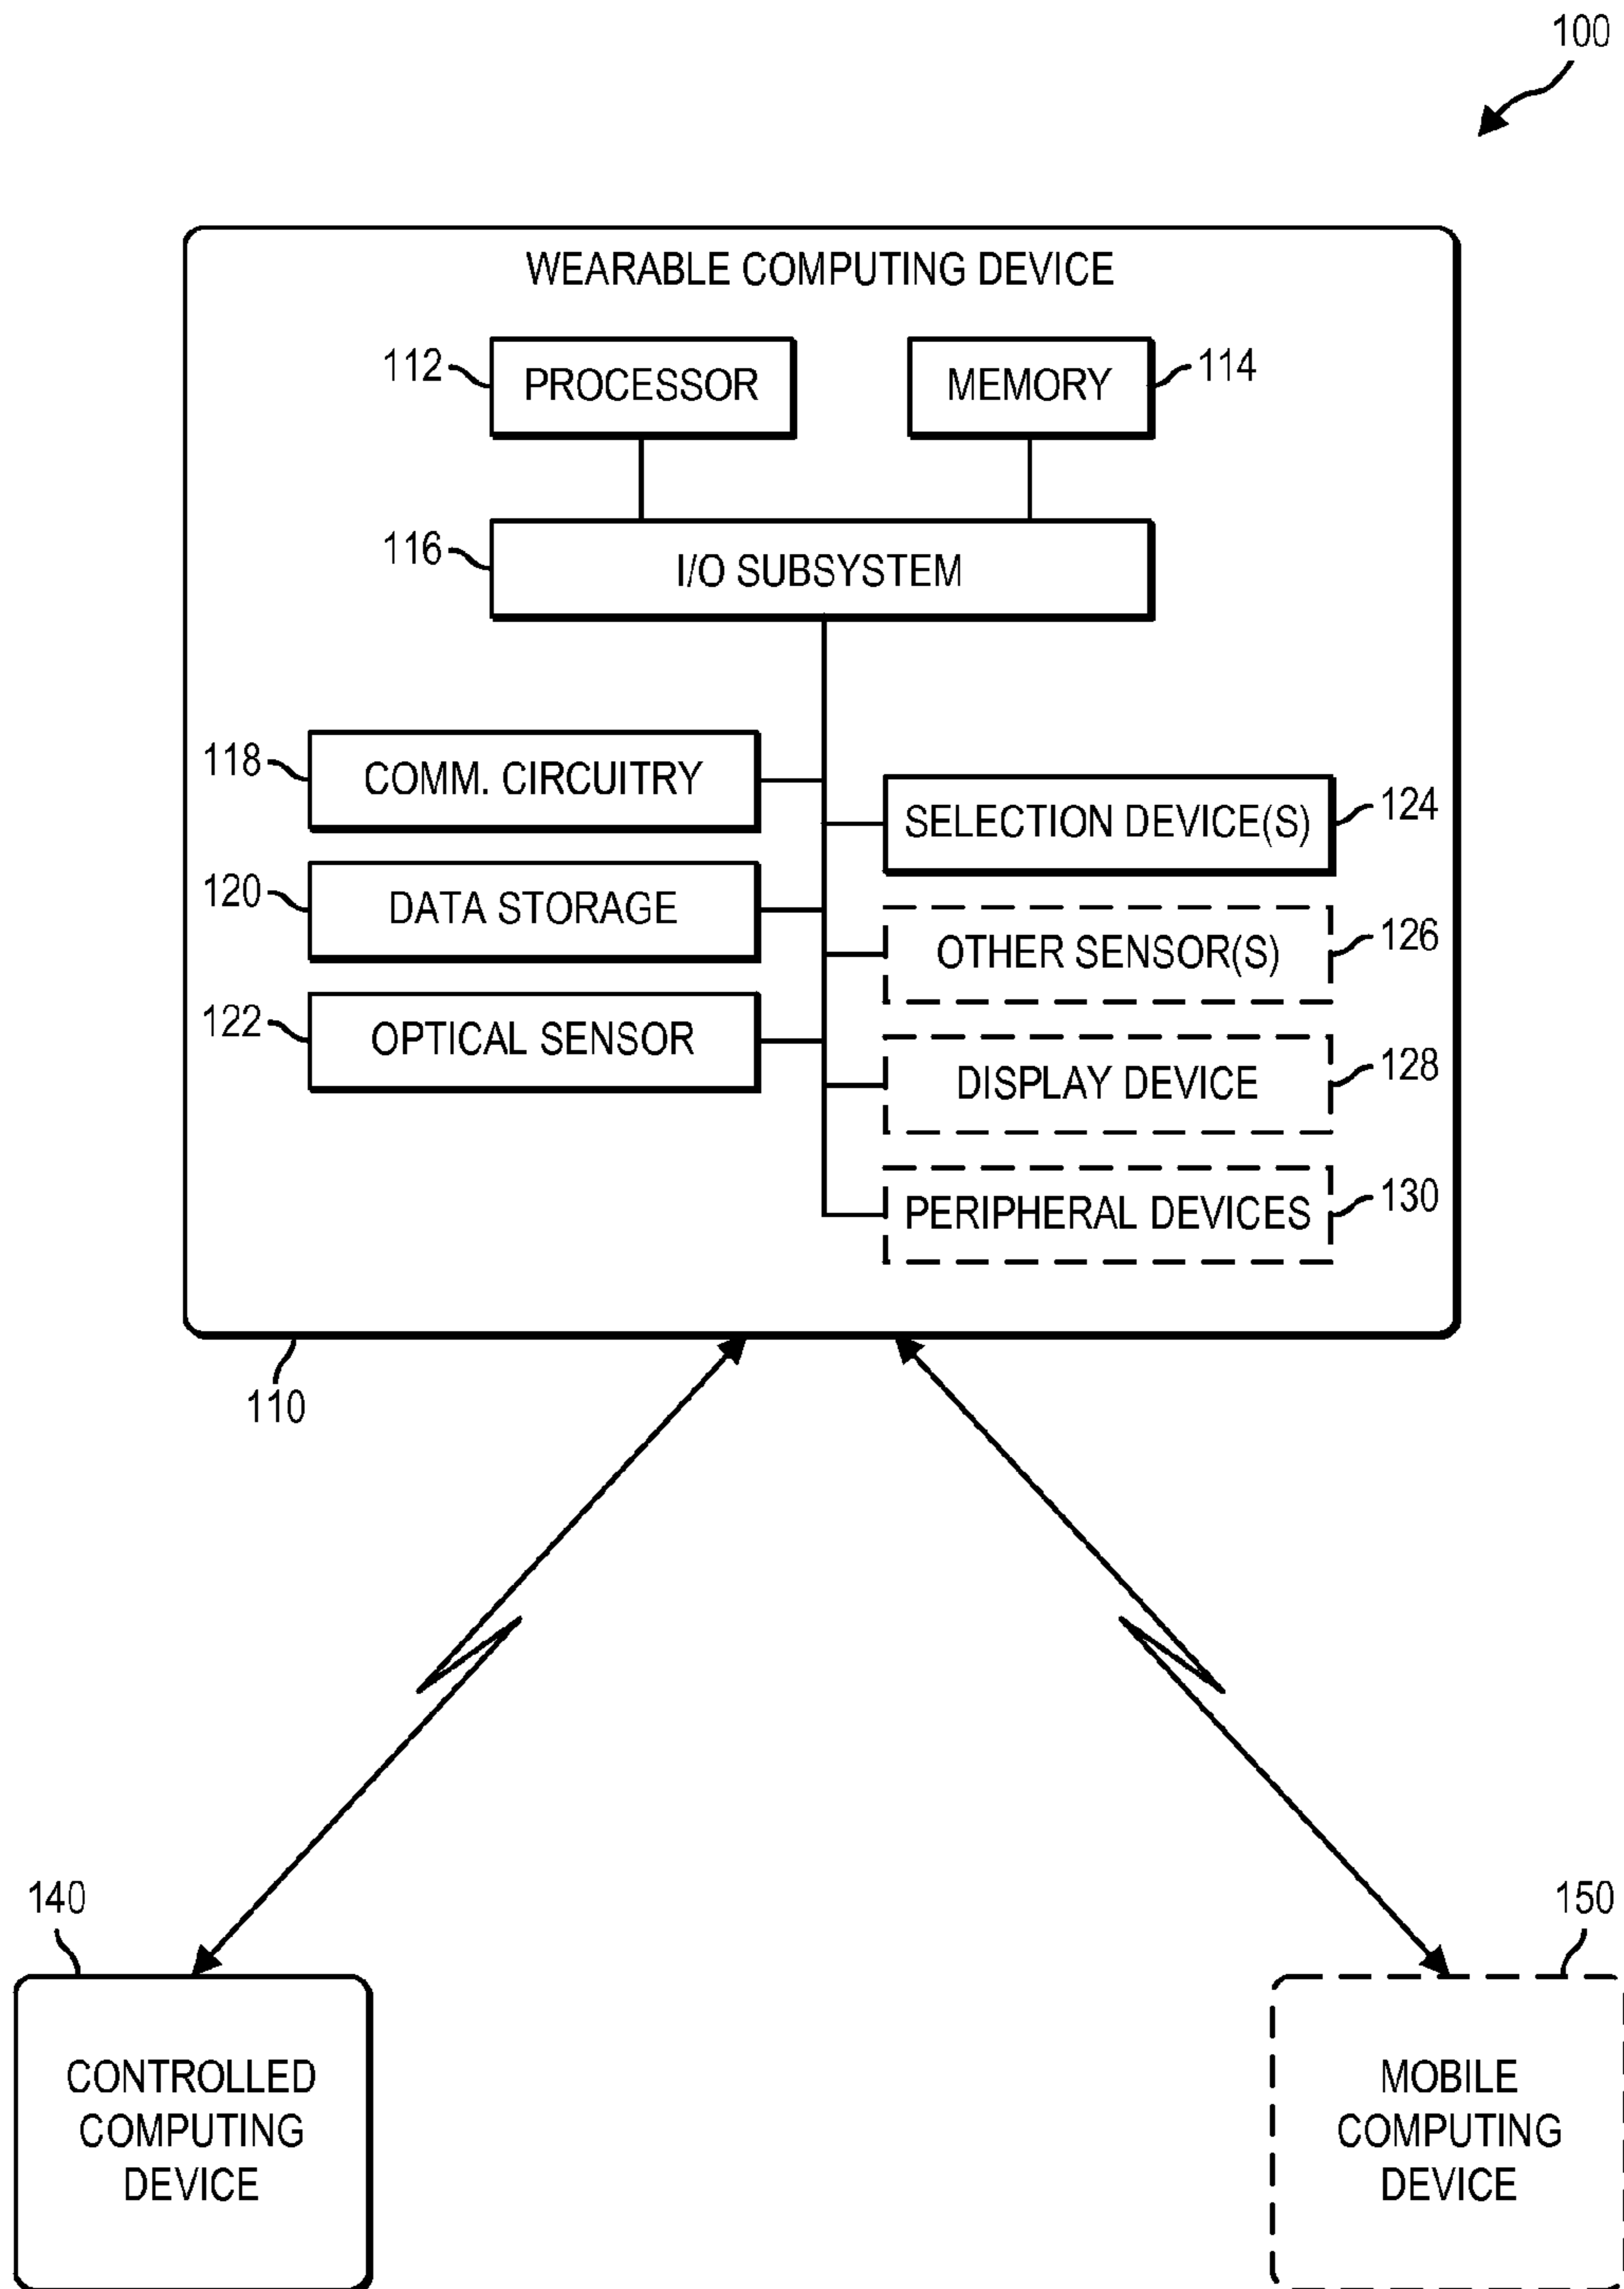 100
WEARABLE COMPUTING DEVICE
112
PROCESSOR
MEMORY
114
116
I/O SUBSYSTEM
118
COMM. CIRCUITRY
SELECTION DEVICE(S)
124
120
DATA STORAGE
OTHER SENSOR(S)
126
122
OPTICAL SENSOR
DISPLAY DEVICE
128
PERIPHERAL DEVICES
130
110
140
CONTROLLED
COMPUTING
DEVICE
150
MOBILE
COMPUTING
DEVICE